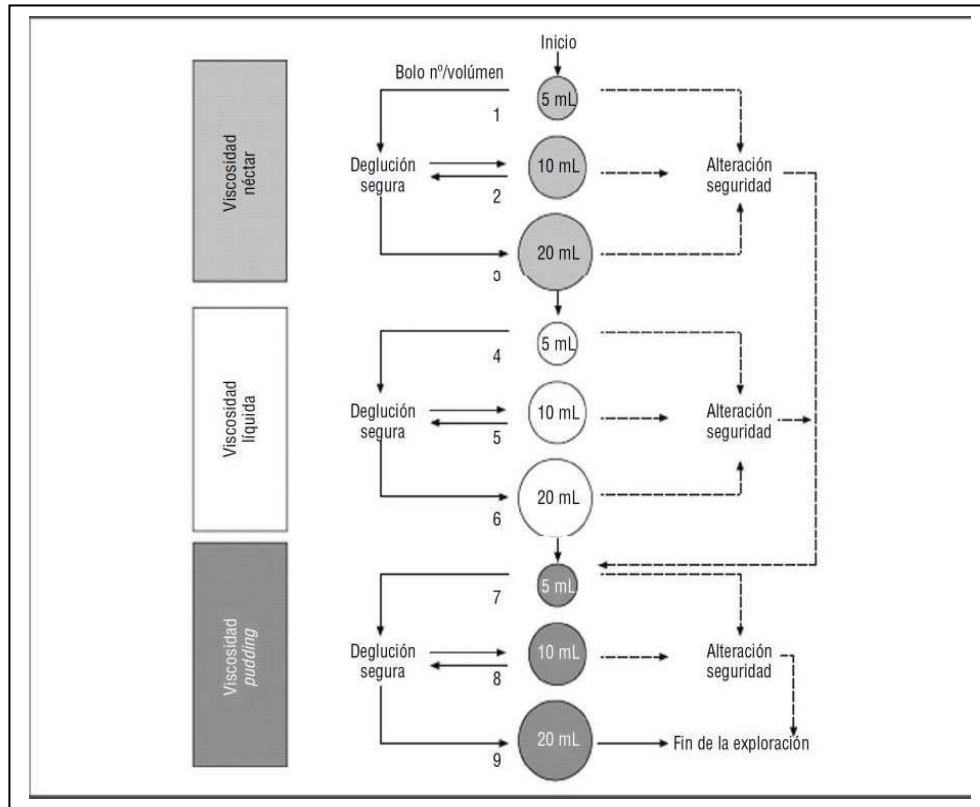 Inicio
Bolo nº/volúmen
5 mL
1
Viscosidad
néctar
Deglución
segura
10 mL
2
Alteración
seguridad
20 mL
5 mL
4
Viscosidad
líquida
Deglución
segura
10 mL
5
Alteración
seguridad
20 mL
6
5 mL
7
Viscosidad
pudding
Deglución
segura
10 mL
8
Alteración
seguridad
20 mL
9
Fin de la exploración